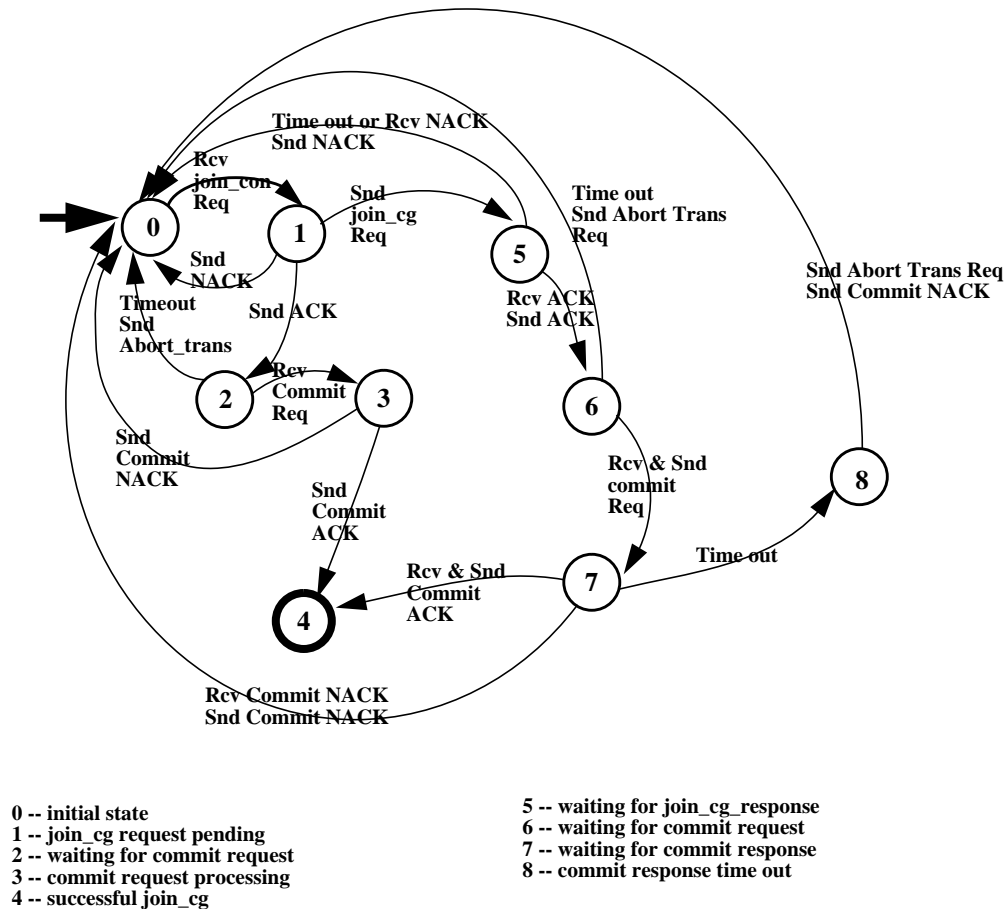 Time out or Rcv NACK
Snd NACK
Rcv
join_con
Req
Snd
join_cg
Req
Time out
Snd Abort Trans
Req
0
1
5
Snd
NACK
Snd Abort Trans Req
Snd Commit NACK
Rcv ACK
Snd ACK
Timeout
Snd
Abort_trans
Snd ACK
Rcv
Commit
Req
2
3
6
Snd
Commit
NACK
Rcv & Snd
commit
Req
8
Snd
Commit
ACK
Time out
Rcv & Snd
Commit
ACK
7
4
Rcv Commit NACK
Snd Commit NACK
0 -- initial state
1 -- join_cg request pending
2 -- waiting for commit request
3 -- commit request processing
4 -- successful join_cg
5 -- waiting for join_cg_response
6 -- waiting for commit request
7 -- waiting for commit response
8 -- commit response time out